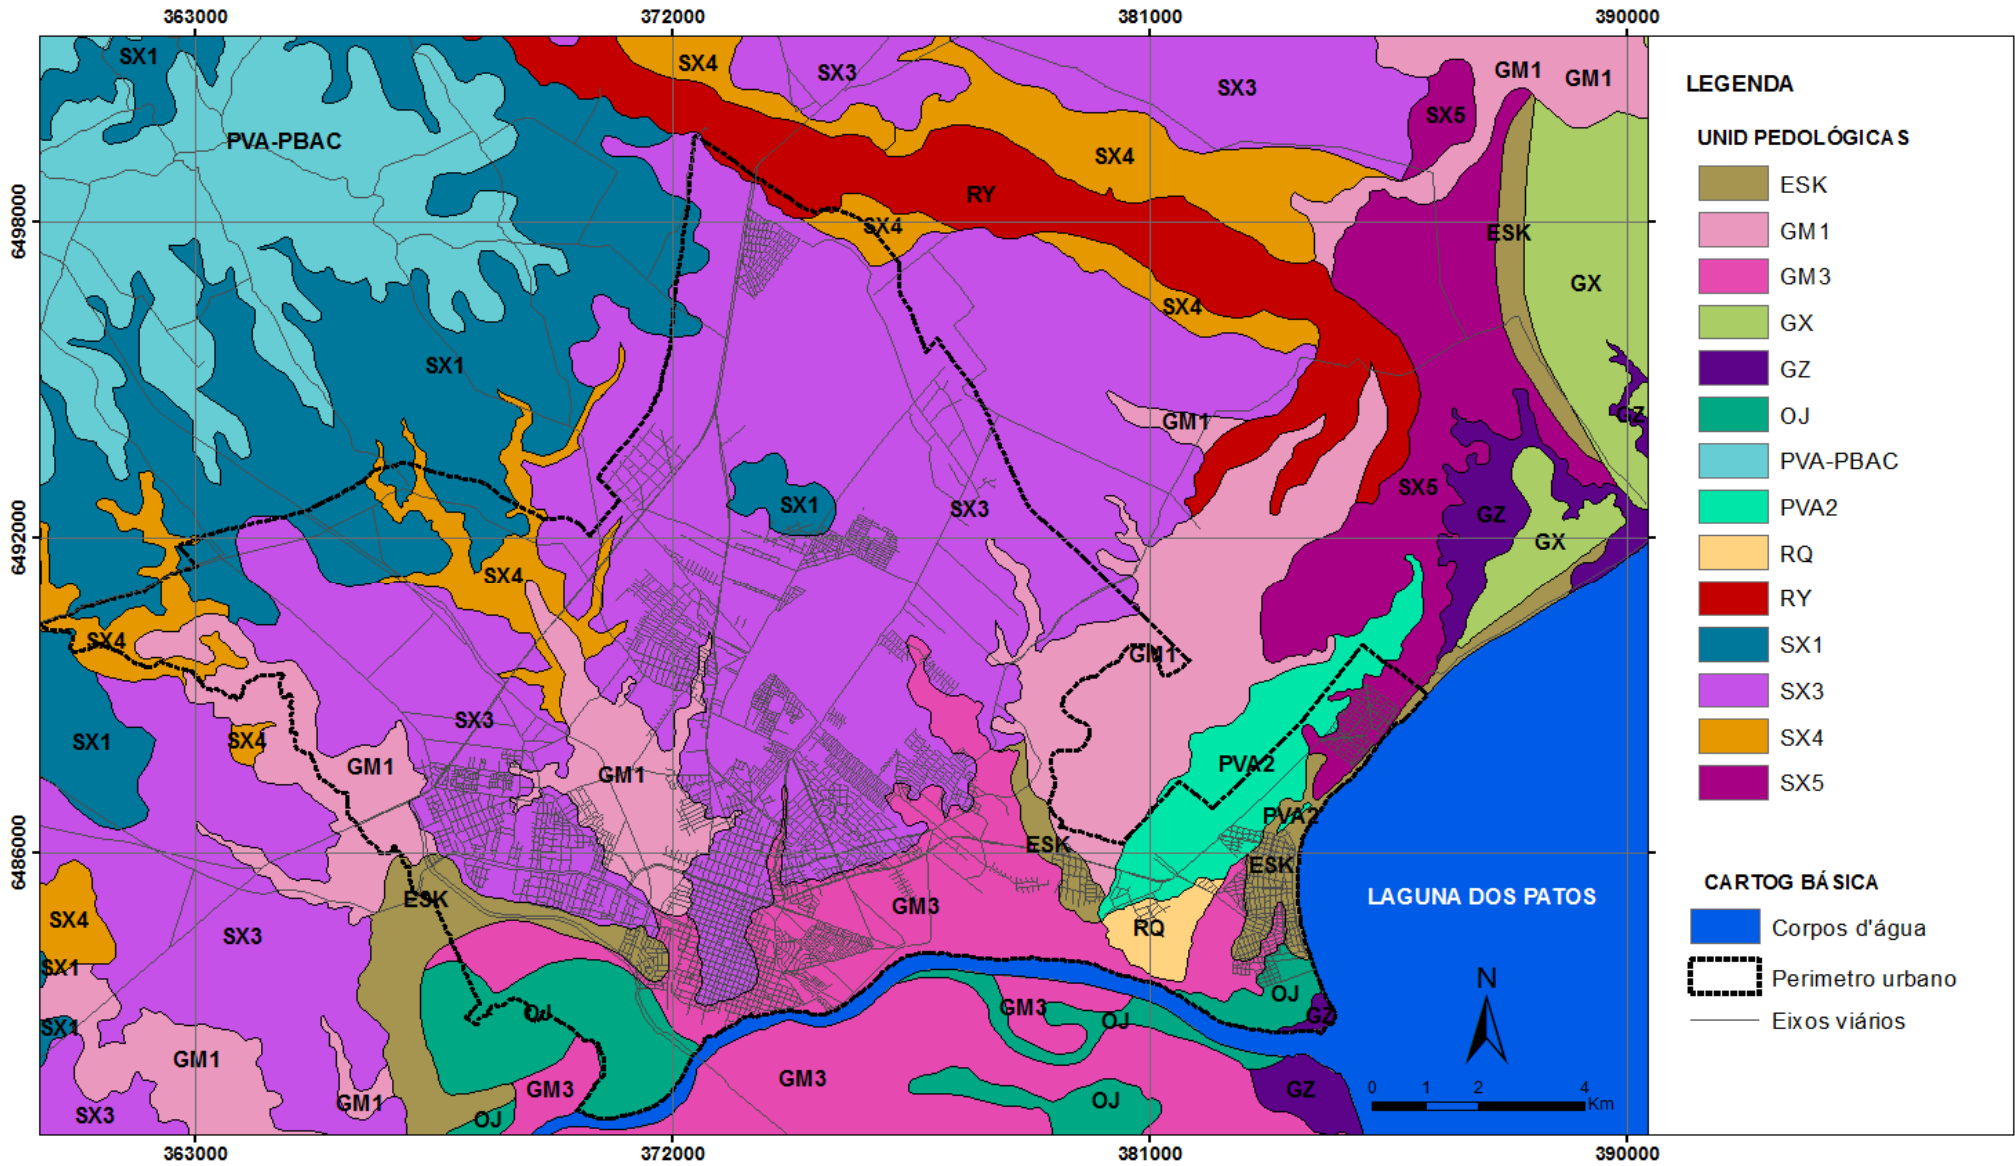 363000 372000 381000 390000
SX1 SX4 SX3 SX3 GM1 GM1
SX5
PVA-PBAC SX4
RY
SX4 ESK
GX
SX4
SX1
GM1 GZ
SX1 SX3 SX5 GZ
GX
SX4
SX4 GM1
SX3
SX1 SX4 GM1 GM1 PVA2
PVA2
ESK ESK
ESK GM3
SX4 SX3 RQ
SX1
OJ OJ GM3 OJ GZ
SX1
GM1 GM3 GM3 GZ
GM1 OJ
SX3 OJ
LAGUNA DOS PATOS
N
0 1 2 4
Km
6498000
6492000
6486000
363000 372000 381000 390000
LEGENDA
UNID PEDOLÓGICAS
ESK
GM1
GM3
GX
GZ
OJ
PVA-PBAC
PVA2
RQ
RY
SX1
SX3
SX4
SX5
CARTOG BÁSICA
Corpos d'água
Perimetro urbano
Eixos viários